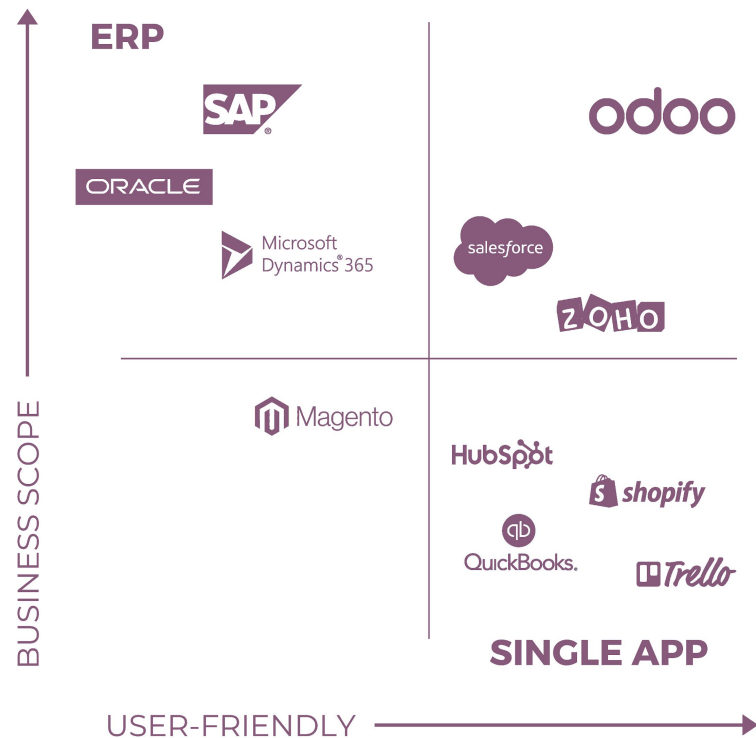 ERP
SAP®
odoo
ORACLE
Microsoft
Dynamics® 365
salesforce
ZOHO
Magento
HubSpot
shopify
qb
QuickBooks.
Trello
SINGLE APP
BUSINESS SCOPE
USER-FRIENDLY